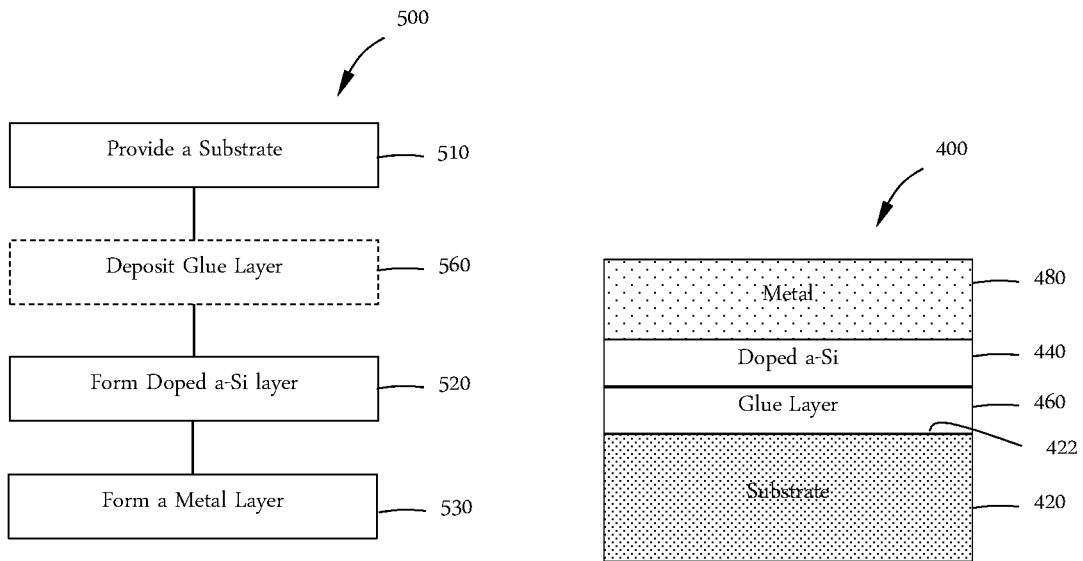 500
Provide a Substrate
510
Deposit Glue Layer
560
Form Doped a-Si layer
520
Form a Metal Layer
530
400
Metal
480
Doped a-Si
440
Glue Layer
460
422
Substrate
420